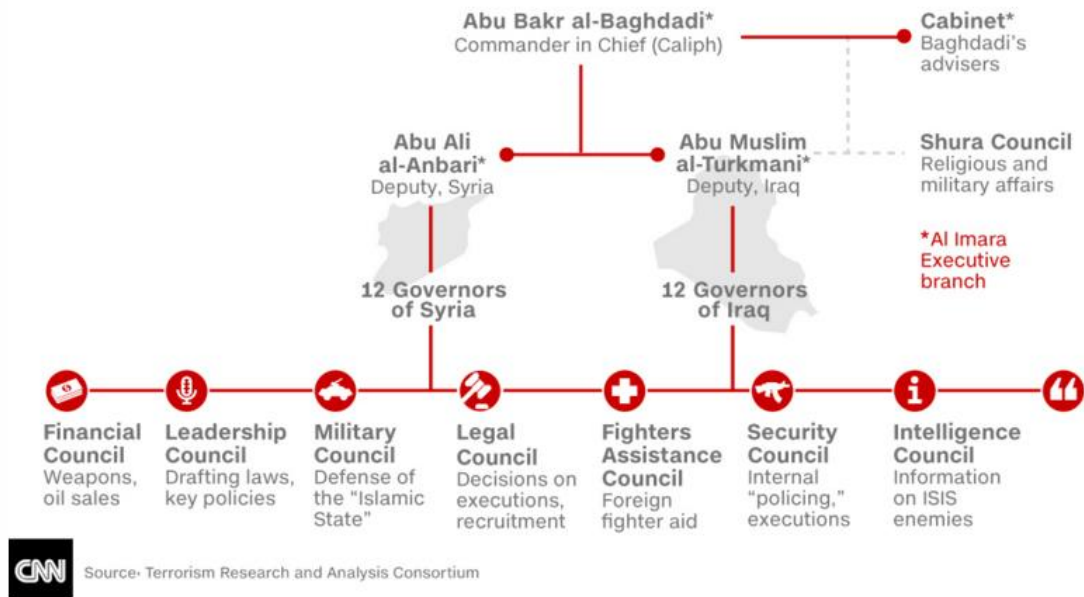 Abu Bakr al-Baghdadi*
Commander in Chief (Caliph)
Cabinet*
Baghdadi's
advisers
Abu Ali
al-Anbari*
Deputy, Syria
Abu Muslim
al-Turkmani*
Deputy, Iraq
Shura Council
Religious and
military affairs
*Al Imara
Executive
branch
12 Governors
of Syria
12 Governors
of Iraq
Financial
Council
Weapons,
oil sales
Leadership
Council
Drafting laws,
key policies
Military
Council
Defense of
the "Islamic
State"
Legal
Council
Decisions on
executions,
recruitment
Fighters
Assistance
Council
Foreign
fighter aid
Security
Council
Internal
"policing,"
executions
Intelligence
Council
Information
on ISIS
enemies
CNN
Source: Terrorism Research and Analysis Consortium